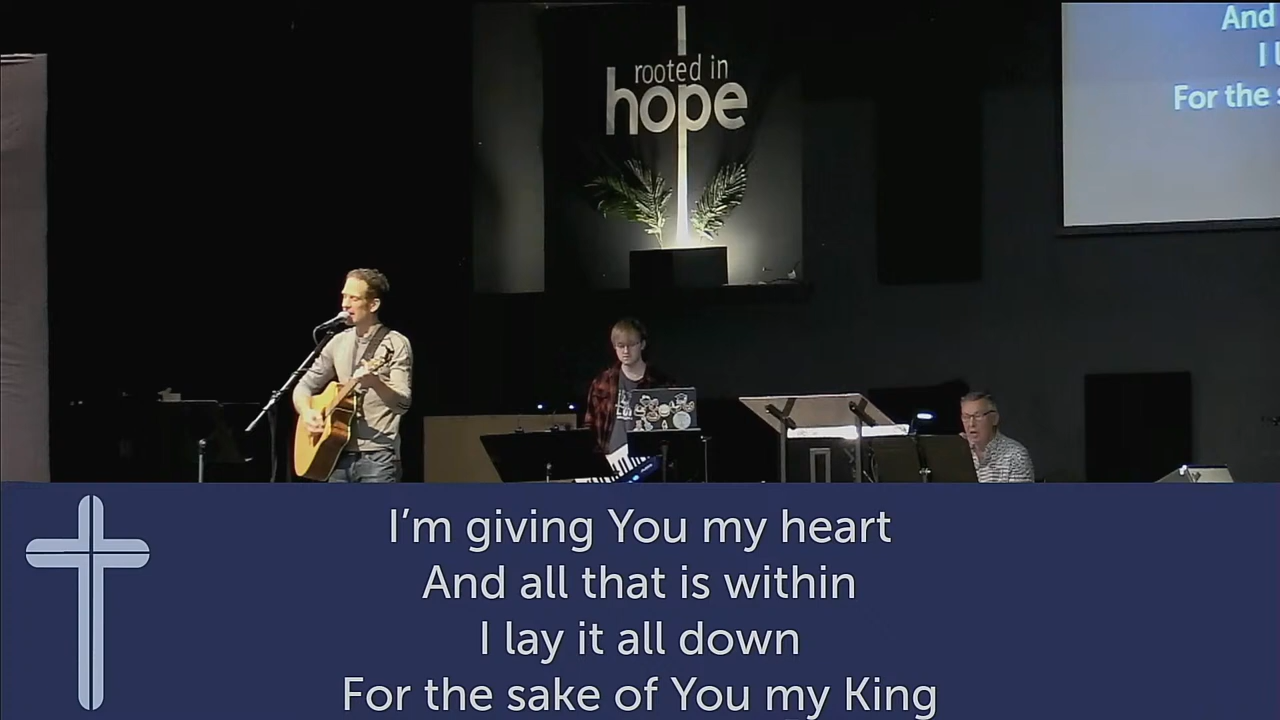 rooted in
hope
And
I
For the
I’m giving You my heart
And all that is within
I lay it all down
For the sake of You my King